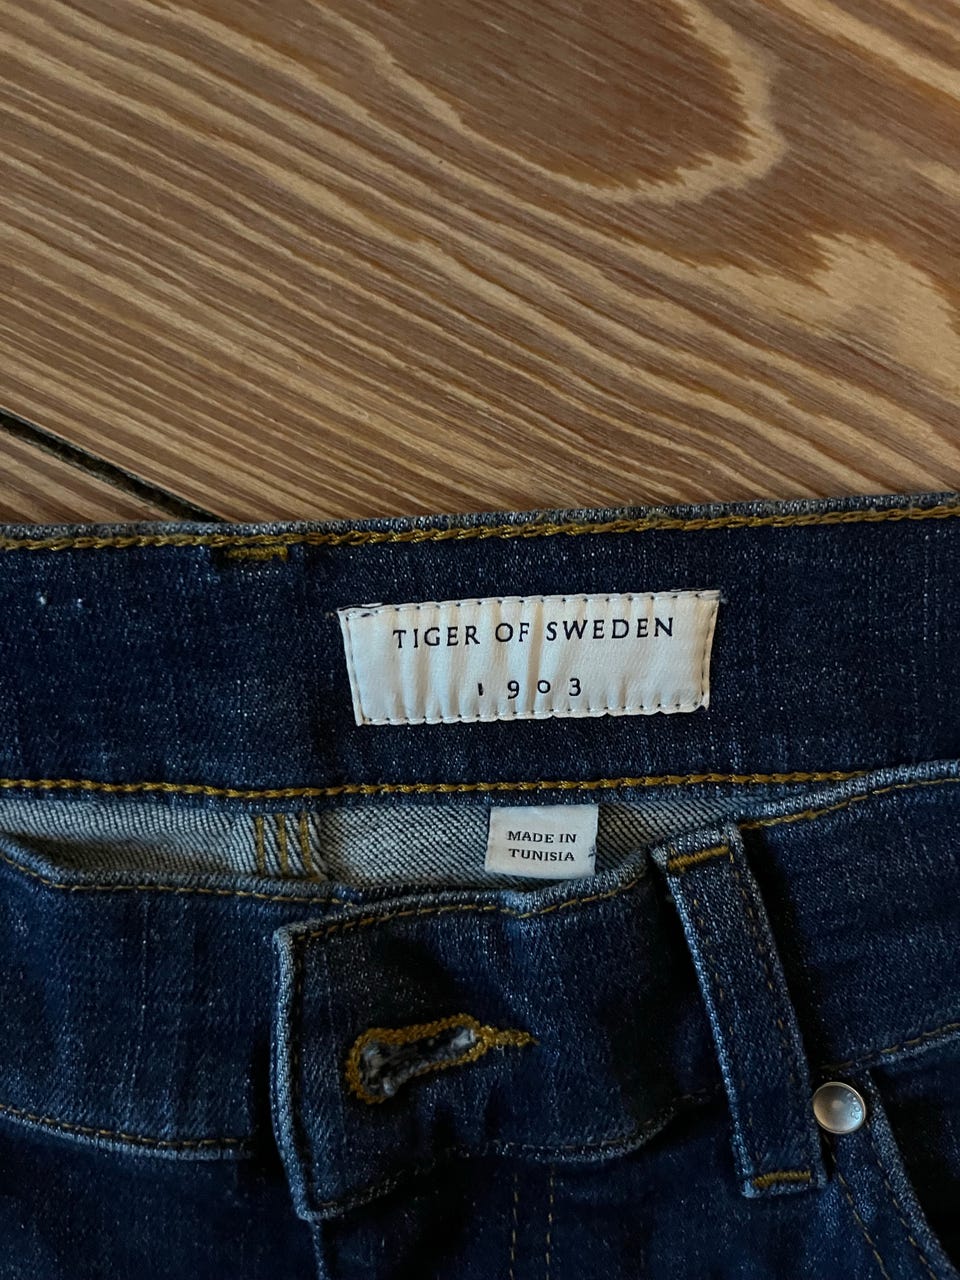 TIGER OF SWEDEN
1903
MADE IN
TUNISIA